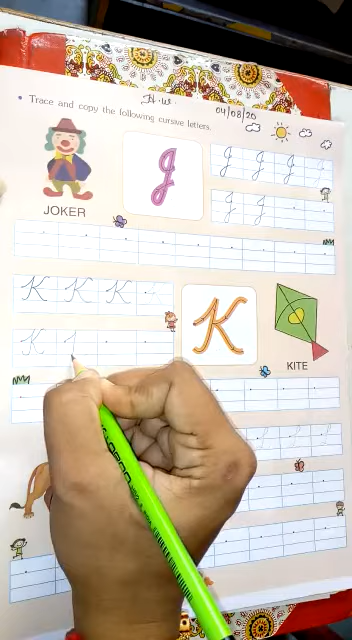 H.W. 04/08/20
• Trace and copy the following cursive letters.
J J J J
J J
JOKER
K K K
K
K
KITE